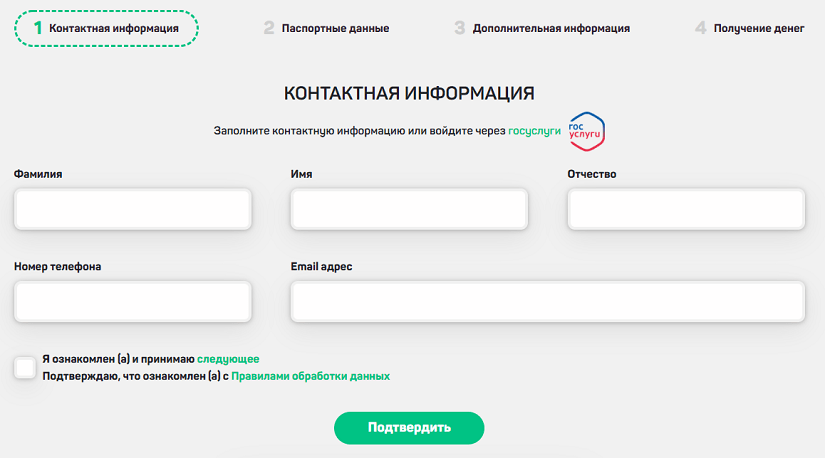 1 Контактная информация 2 Паспортные данные 3 Дополнительная информация 4 Получение денег
КОНТАКТНАЯ ИНФОРМАЦИЯ
Заполните контактную информацию или войдите через госуслуги
гос
услуги
Фамилия Имя Отчество
Номер телефона Email адрес
Я ознакомлен (а) и принимаю следующее
Подтверждаю, что ознакомлен (а) с Правилами обработки данных
Подтвердить